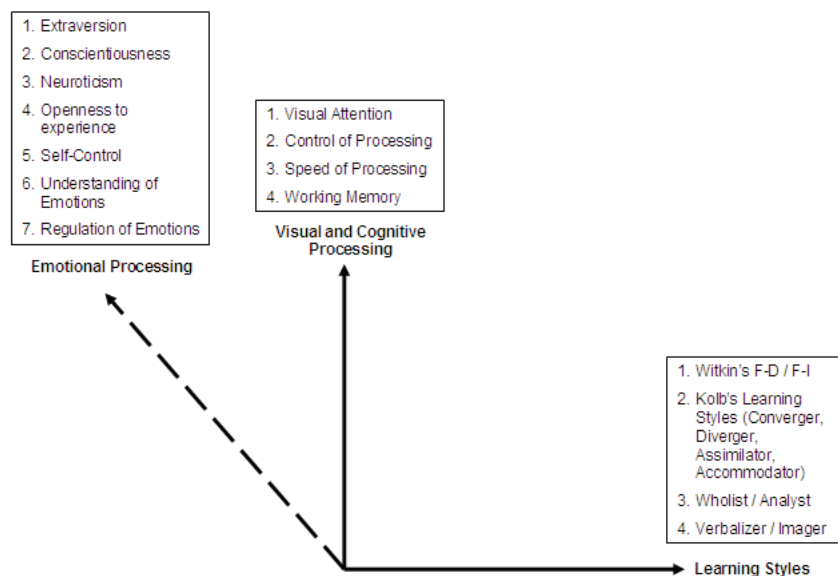 1. Extraversion
2. Conscientiousness
3. Neuroticism
4. Openness to
experience
5. Self-Control
6. Understanding of
Emotions
7. Regulation of Emotions
Emotional Processing
1. Visual Attention
2. Control of Processing
3. Speed of Processing
4. Working Memory
Visual and Cognitive
Processing
1. Witkin's F-D / F-I
2. Kolb's Learning
Styles (Converger,
Diverger,
Assimilator,
Accommodator)
3. Wholist / Analyst
4. Verbalizer / Imager
Learning Styles